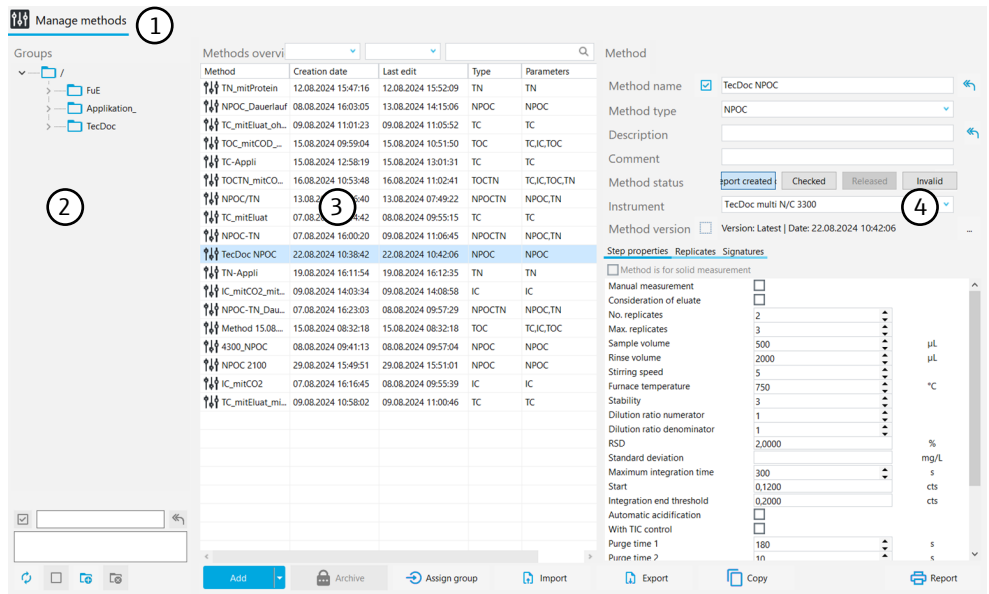 Manage methods 1
Groups
/
FuE
Applikation_
TecDoc
2
Methods overvi
Method Creation date Last edit Type Parameters
TN_mitProtein 12.08.2024 15:47:16 12.08.2024 15:52:09 TN TN
NPOC_Dauerlauf 08.08.2024 16:03:05 13.08.2024 14:15:06 NPOC NPOC
TC_mitEluat_oh... 09.08.2024 11:01:23 09.08.2024 11:05:52 TC TC
TOC_mitCOD_... 15.08.2024 09:59:04 15.08.2024 10:51:50 TOC TC,IC,TOC
TC-Appli 15.08.2024 12:58:19 15.08.2024 13:01:31 TC TC
TOCTN_mitCO... 16.08.2024 10:53:48 16.08.2024 11:02:41 TOCTN TC,IC,TOC,TN
NPOC/TN 13.08 :40 13.08.2024 07:49:22 NPOCTN NPOC,TN
3
TC_mitEluat 07.08 :42 08.08.2024 09:55:15 TC TC
NPOC-TN 07.08.2024 16:00:20 09.08.2024 11:06:45 NPOCTN NPOC,TN
TecDoc NPOC 22.08.2024 10:38:42 22.08.2024 10:42:06 NPOC NPOC
TN-Appli 19.08.2024 16:11:54 19.08.2024 16:12:35 TN TN
IC_mitCO2_mit... 09.08.2024 14:03:34 09.08.2024 14:08:58 IC IC
NPOC-TN_Dau... 07.08.2024 16:23:03 08.08.2024 09:57:29 NPOCTN NPOC,TN
Method 15.08.... 15.08.2024 08:32:18 15.08.2024 08:32:18 TOC TC,IC,TOC
4300_NPOC 08.08.2024 09:41:13 08.08.2024 09:57:04 NPOC NPOC
NPOC 2100 29.08.2024 15:49:51 29.08.2024 15:51:01 NPOC NPOC
IC_mitCO2 07.08.2024 16:16:45 08.08.2024 09:55:39 IC IC
TC_mitEluat_mi... 09.08.2024 10:58:02 09.08.2024 11:00:46 TC TC
Method
Method name TecDoc NPOC
Method type NPOC
Description
Comment
Method status eport created Checked Released Invalid
Instrument TecDoc multi N/C 3300
4
Method version Version: Latest | Date: 22.08.2024 10:42:06 ...
Step properties Replicates Signatures
Method is for solid measurement
Manual measurement
Consideration of eluate
No. replicates 2
Max. replicates 3
Sample volume 500 µL
Rinse volume 2000 µL
Stirring speed 5
Furnace temperature 750 °C
Stability 3
Dilution ratio numerator 1
Dilution ratio denominator 1
RSD 2,0000 %
Standard deviation mg/L
Maximum integration time 300 s
Start 0,1200 cts
Integration end threshold 0,2000 cts
Automatic acidification
With TIC control
Purge time 1 180 s
Purge time 2 10 s
Add Archive Assign group Import Export Copy Report